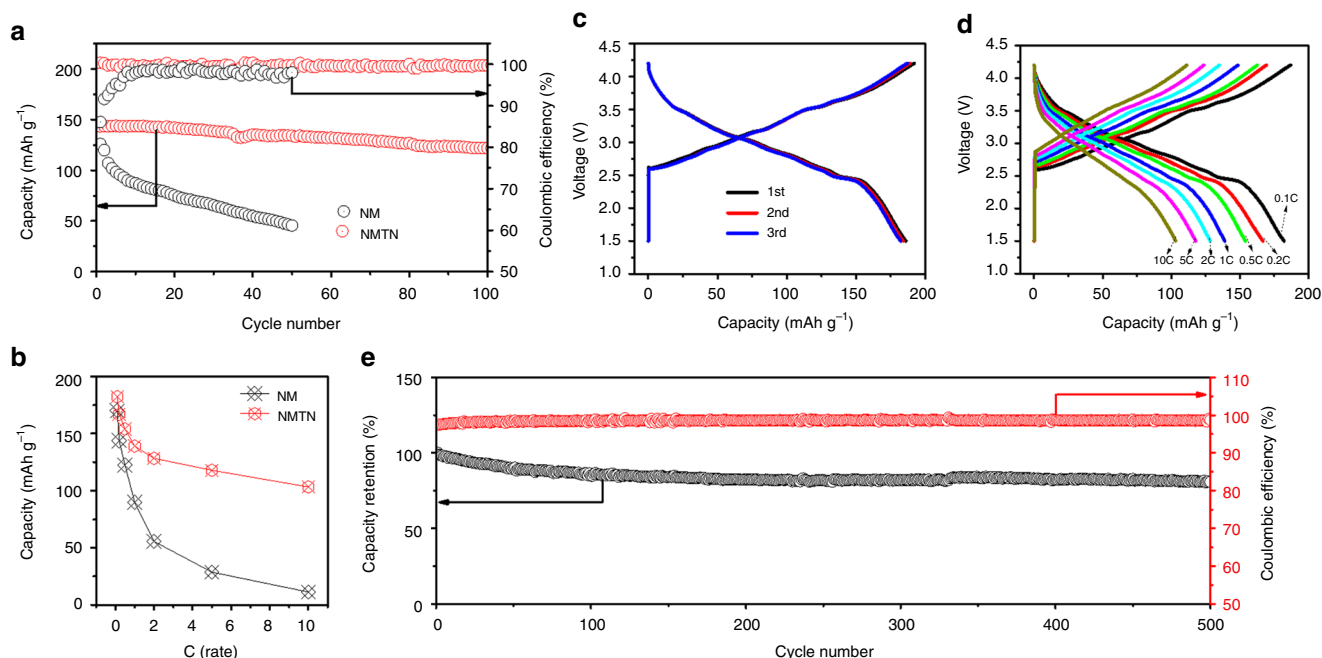 a
200
150
100
50
0
Capacity (mAh g⁻¹)
100
90
80
70
60
50
Coulombic efficiency (%)
NM
NMTN
0 20 40 60 80 100
Cycle number
c
4.5
4.0
3.5
3.0
2.5
2.0
1.5
1.0
Voltage (V)
1st
2nd
3rd
0 50 100 150 200
Capacity (mAh g⁻¹)
d
4.5
4.0
3.5
3.0
2.5
2.0
1.5
1.0
Voltage (V)
0.1C
10C 5C 2C 1C 0.5C 0.2C
0 50 100 150 200
Capacity (mAh g⁻¹)
b
200
150
100
50
0
Capacity (mAh g⁻¹)
NM
NMTN
0 2 4 6 8 10
C (rate)
e
150
100
50
0
Capacity retention (%)
110
100
90
80
70
60
50
Coulombic efficiency (%)
0 100 200 300 400 500
Cycle number